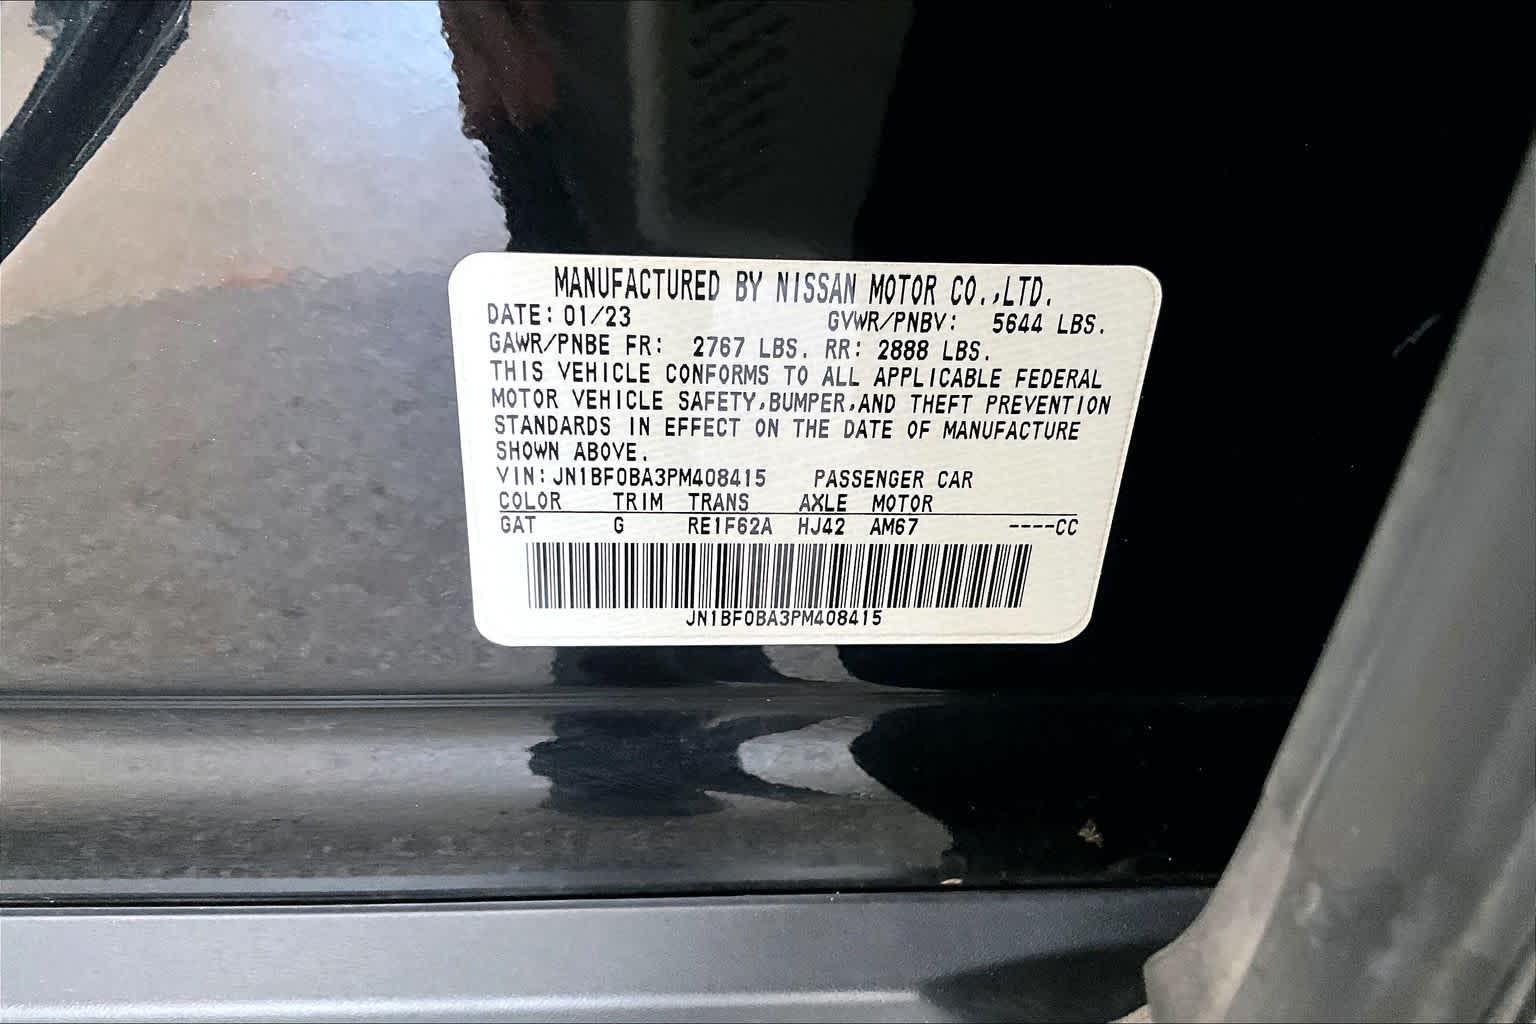 MANUFACTURED BY NISSAN MOTOR CO.,LTD.
DATE: 01/23 GVWR/PNBV: 5644 LBS.
GAWR/PNBE FR: 2767 LBS. RR: 2888 LBS.
THIS VEHICLE CONFORMS TO ALL APPLICABLE FEDERAL
MOTOR VEHICLE SAFETY,BUMPER,AND THEFT PREVENTION
STANDARDS IN EFFECT ON THE DATE OF MANUFACTURE
SHOWN ABOVE.
VIN:JN1BF0BA3PM408415 PASSENGER CAR
COLOR TRIM TRANS AXLE MOTOR
GAT G RE1F62A HJ42 AM67 ----CC
JN1BF0BA3PM408415